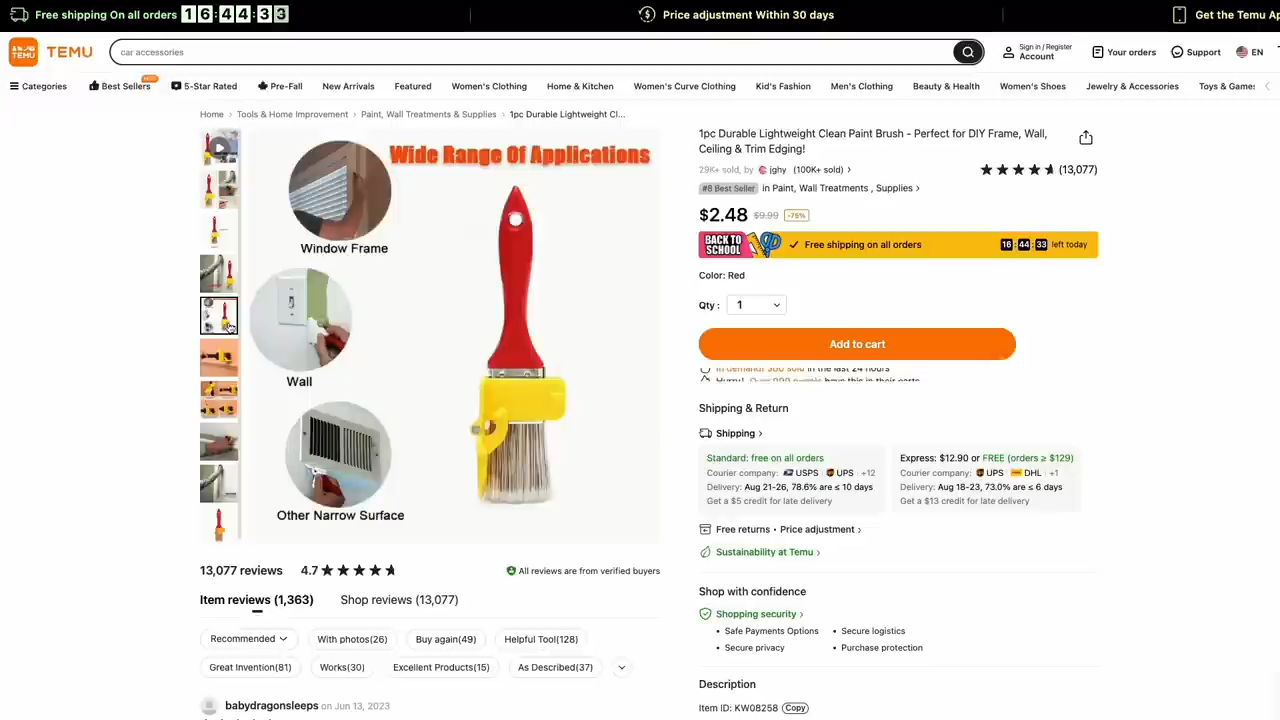 Free shipping On all orders 16 44 33
Price adjustment Within 30 days
Get the Temu Ap
TEMU
TEMU
car accessories
Sign in / Register
Account
Your orders
Support
EN
Categories
Best Sellers
5-Star Rated
Pre-Fall
New Arrivals
Featured
Women's Clothing
Home & Kitchen
Women's Curve Clothing
Kid's Fashion
Men's Clothing
Beauty & Health
Women's Shoes
Jewelry & Accessories
Toys & Games
Home › Tools & Home Improvement › Paint, Wall Treatments & Supplies › 1pc Durable Lightweight Cl...
Wide Range Of Applications
Window Frame
Wall
Other Narrow Surface
13,077 reviews 4.7
All reviews are from verified buyers
Item reviews (1,363)
Shop reviews (13,077)
Recommended
With photos(26)
Buy again(49)
Helpful Tool(128)
Great Invention(81)
Works(30)
Excellent Products(15)
As Described(37)
babydragonsleeps on Jun 13, 2023
1pc Durable Lightweight Clean Paint Brush - Perfect for DIY Frame, Wall,
Ceiling & Trim Edging!
29K+ sold, by jghy (100K+ sold) ›
(13,077)
#8 Best Seller in Paint, Wall Treatments , Supplies ›
$2.48 $9.99 -75%
BACK TO
SCHOOL
Free shipping on all orders
16 : 44 : 33 left today
Color: Red
Qty : 1
Add to cart
Shipping & Return
Shipping ›
Standard: free on all orders
Courier company: USPS UPS +12
Delivery: Aug 21-26, 78.6% are ≤ 10 days
Get a $5 credit for late delivery
Express: $12.90 or FREE (orders ≥ $129)
Courier company: UPS DHL +1
Delivery: Aug 18-23, 73.0% are ≤ 6 days
Get a $13 credit for late delivery
Free returns • Price adjustment ›
Sustainability at Temu ›
Shop with confidence
Shopping security ›
• Safe Payments Options
• Secure logistics
• Secure privacy
• Purchase protection
Description
Item ID: KW08258 Copy